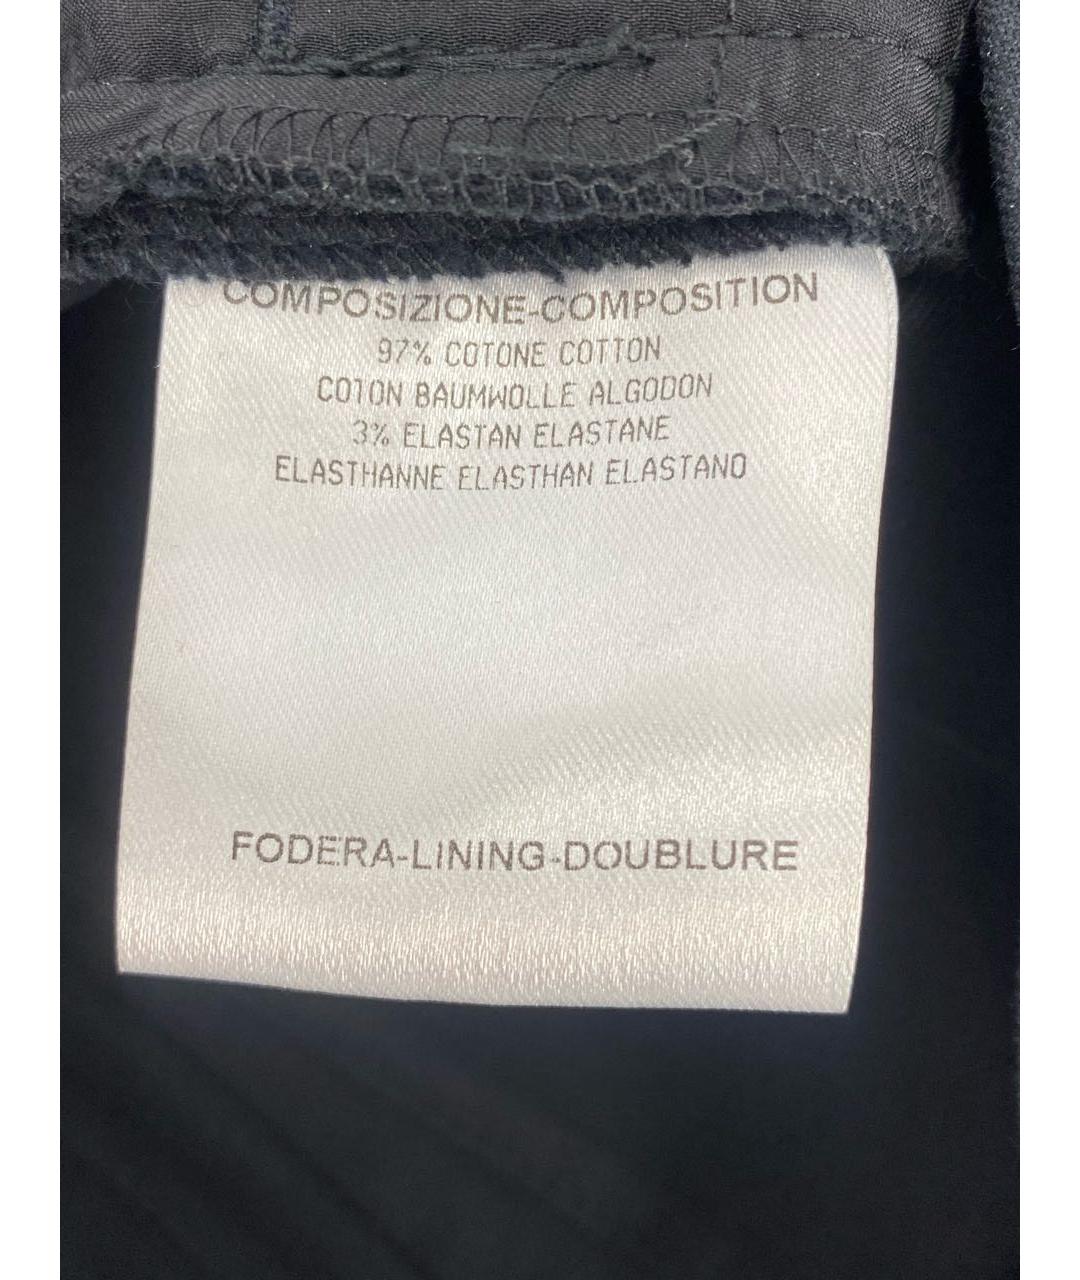 COMPOSIZIONE-COMPOSITION
97% COTONE COTTON
COTON BAUMWOLLE ALGODON
3% ELASTAN ELASTANE
ELASTHANNE ELASTHAN ELASTANO
FODERA-LINING-DOUBLURE